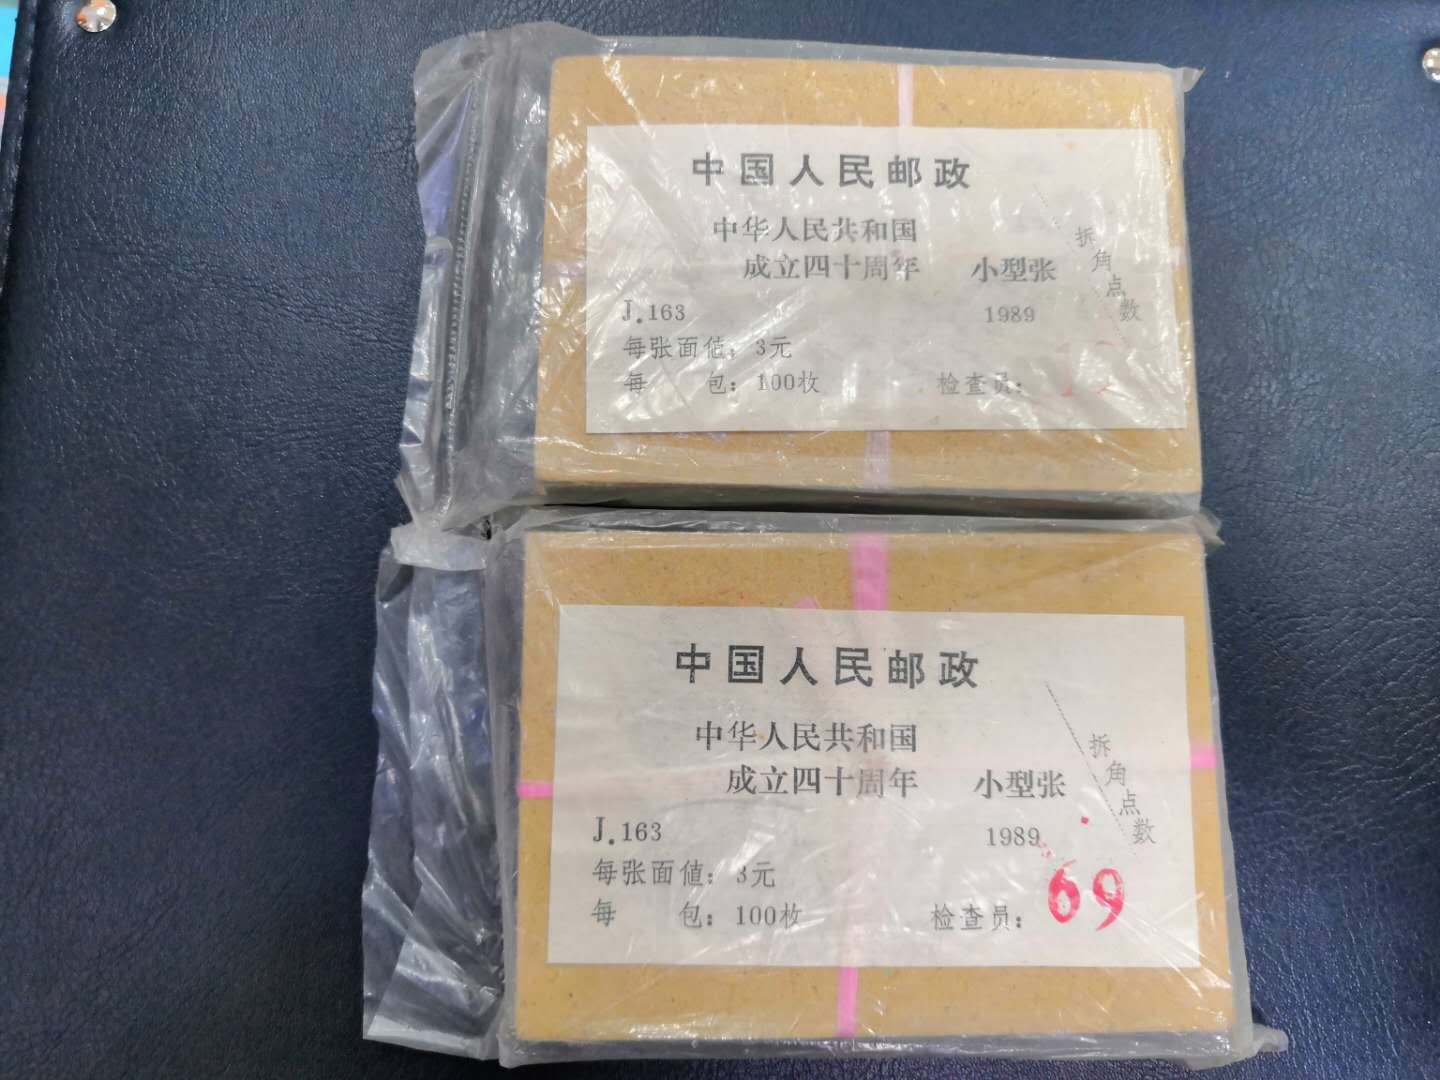 中国人民邮政
中华人民共和国
成立四十周年 小型张
J.163 1989
每张面值：3元
每 包：100枚 检查员：
拆角点数
中国人民邮政
中华人民共和国
成立四十周年 小型张
J.163 1989
每张面值：3元
每 包：100枚 检查员：69
拆角点数